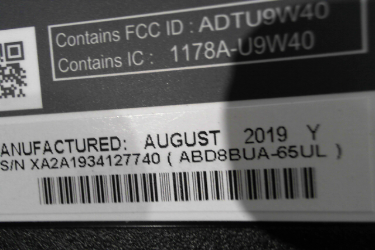 Contains FCC ID : ADTU9W40
Contains IC : 1178A-U9W40
ANUFACTURED: AUGUST 2019 Y
S/N XA2A1934127740 ( ABD8BUA-65UL )